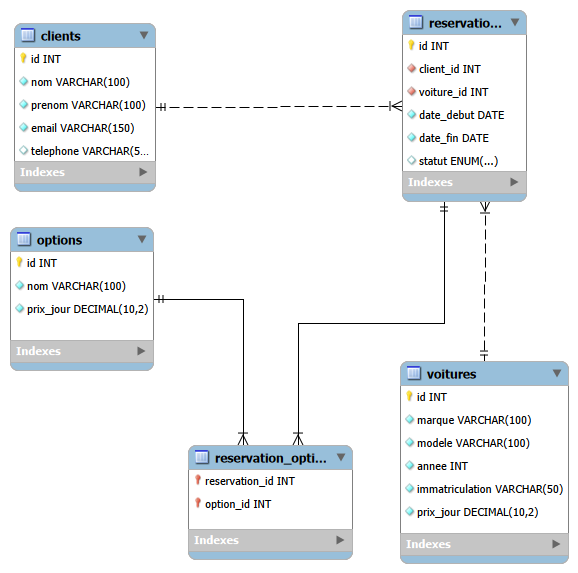 clients
id INT
nom VARCHAR(100)
prenom VARCHAR(100)
email VARCHAR(150)
telephone VARCHAR(5...
Indexes
reservatio...
id INT
client_id INT
voiture_id INT
date_debut DATE
date_fin DATE
statut ENUM(...)
Indexes
options
id INT
nom VARCHAR(100)
prix_jour DECIMAL(10,2)
Indexes
voitures
id INT
marque VARCHAR(100)
modele VARCHAR(100)
annee INT
immatriculation VARCHAR(50)
prix_jour DECIMAL(10,2)
Indexes
reservation_opti...
reservation_id INT
option_id INT
Indexes